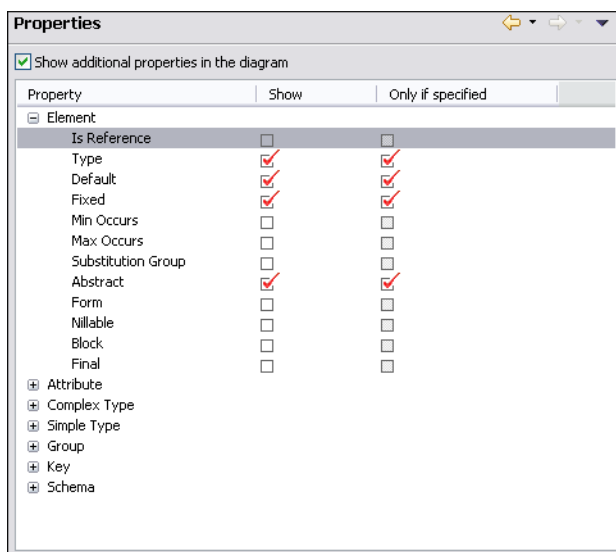 Properties
Show additional properties in the diagram
Property Show Only if specified
Element
Is Reference
Type
Default
Fixed
Min Occurs
Max Occurs
Substitution Group
Abstract
Form
Nillable
Block
Final
Attribute
Complex Type
Simple Type
Group
Key
Schema